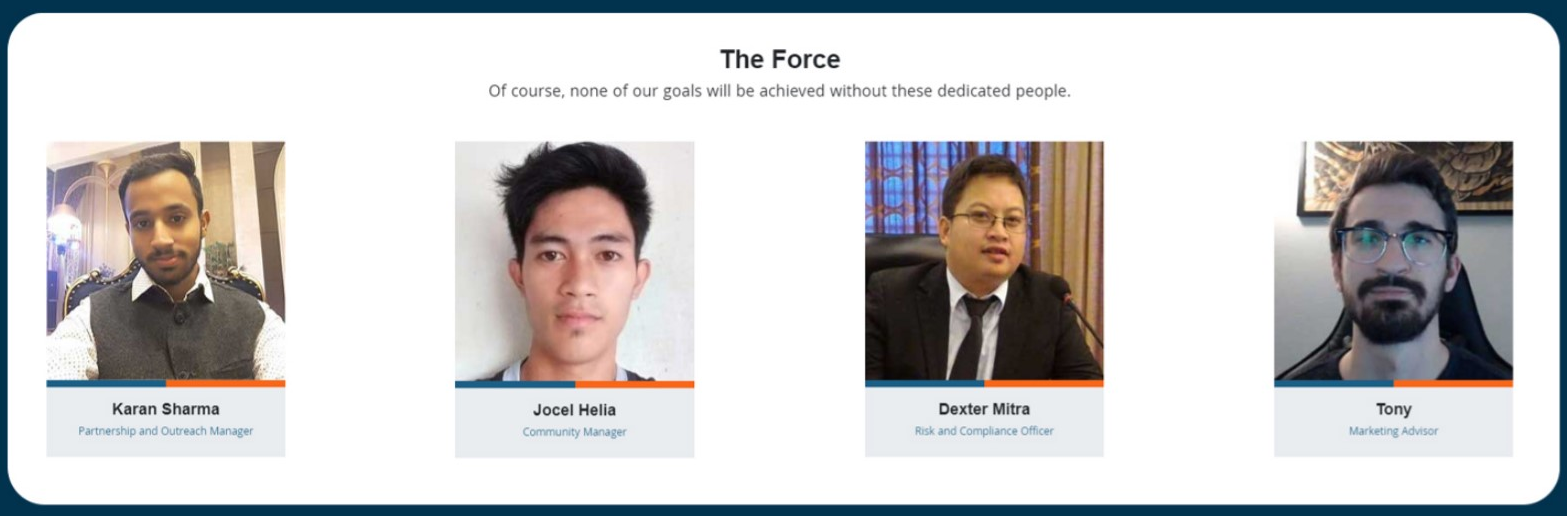 The Force
Of course, none of our goals will be achieved without these dedicated people.
Karan Sharma
Partnership and Outreach Manager
Jocel Helia
Community Manager
Dexter Mitra
Risk and Compliance Officer
Tony
Marketing Advisor